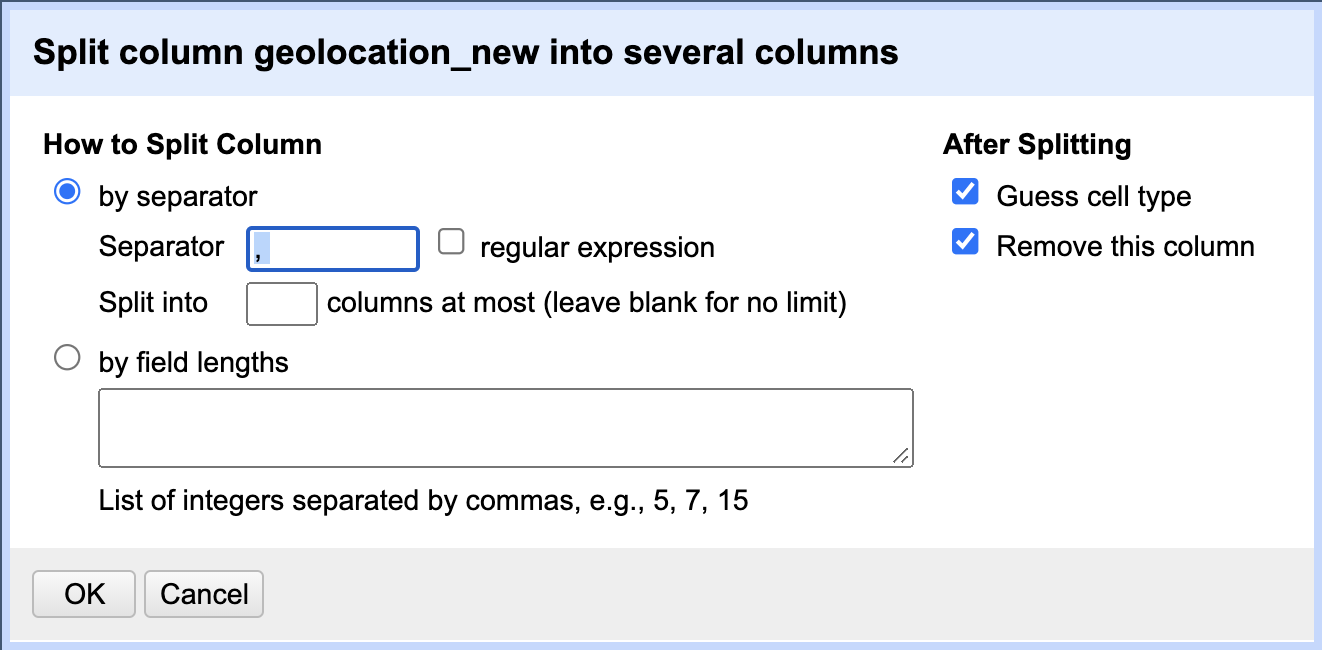 Split column geolocation_new into several columns
How to Split Column
by separator
Separator , regular expression
Split into columns at most (leave blank for no limit)
by field lengths
List of integers separated by commas, e.g., 5, 7, 15
After Splitting
Guess cell type
Remove this column
OK Cancel